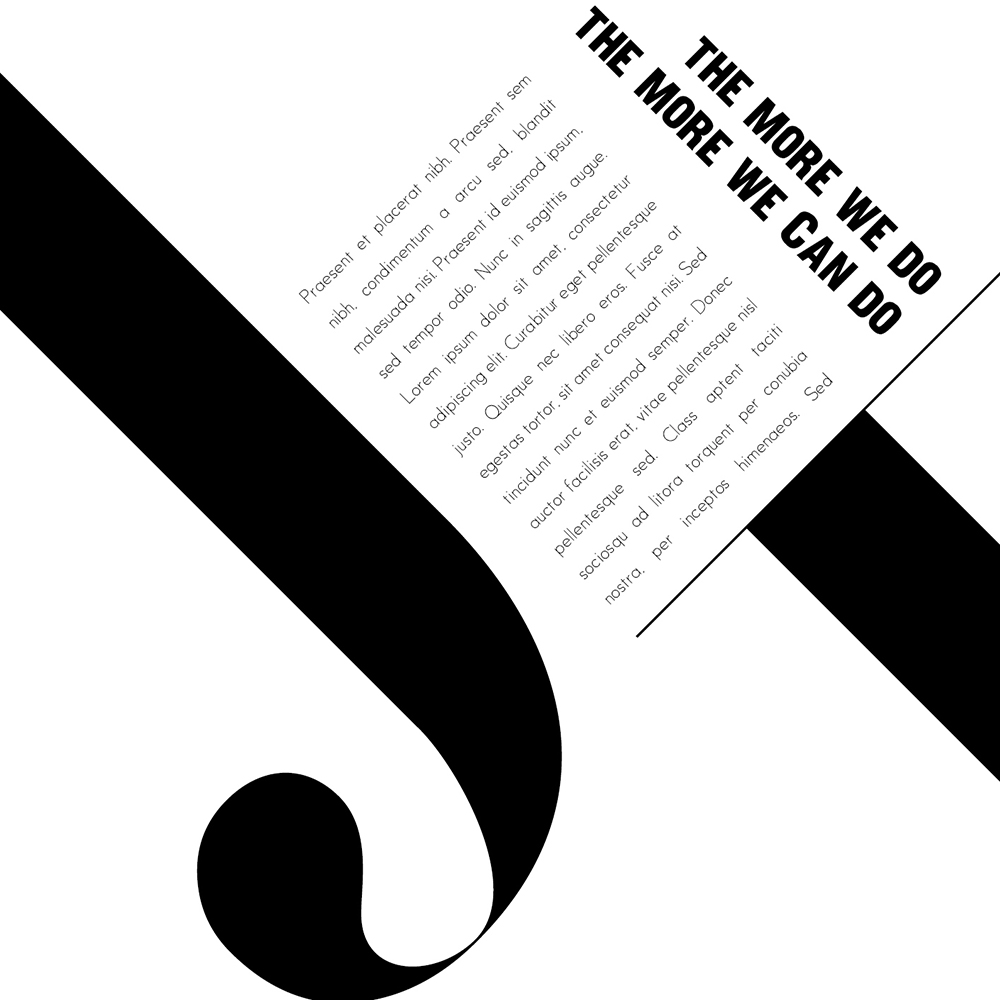 THE MORE WE DO
THE MORE WE CAN DO
Praesent et placerat nibh. Praesent sem
nibh, condimentum a arcu sed, blandit
malesuada nisi. Praesent id euismod ipsum,
sed tempor odio. Nunc in sagittis augue.
Lorem ipsum dolor sit amet, consectetur
adipiscing elit. Curabitur eget pellentesque
justo. Quisque nec libero eros. Fusce at
egestas tortor, sit amet consequat nisi. Sed
tincidunt nunc et euismod semper. Donec
auctor facilisis erat, vitae pellentesque nisl
pellentesque sed. Class aptent taciti
sociosqu ad litora torquent per conubia
nostra, per inceptos himenaeos. Sed